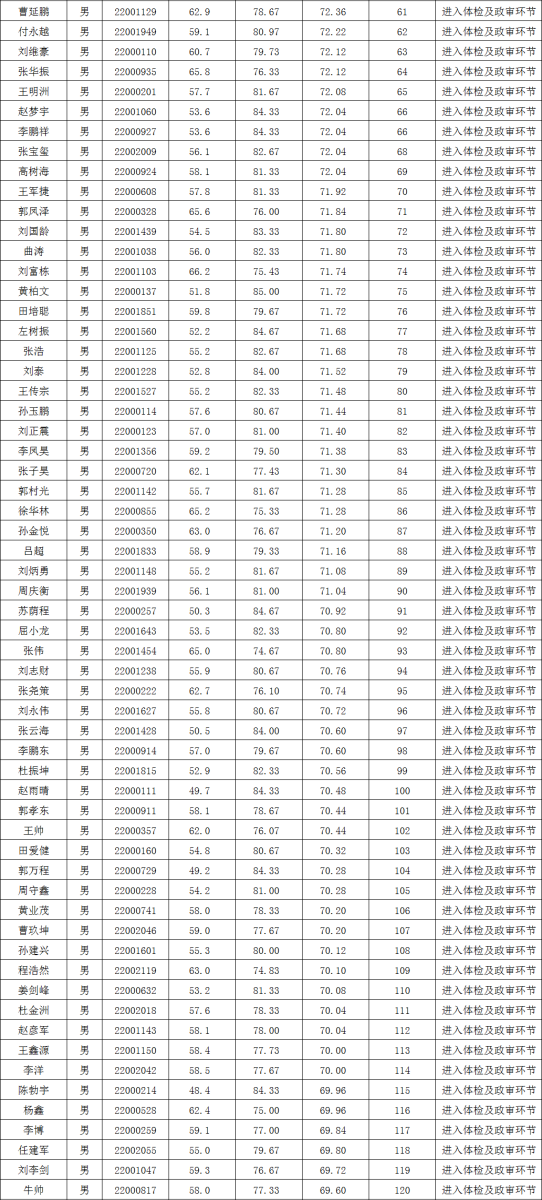 曹延鹏 男 22001129 62.9 78.67 72.36 61 进入体检及政审环节
付永越 男 22001949 59.1 80.97 72.22 62 进入体检及政审环节
刘维豪 男 22000110 60.7 79.73 72.12 63 进入体检及政审环节
张华振 男 22000935 65.8 76.33 72.12 64 进入体检及政审环节
王明洲 男 22000201 57.7 81.67 72.08 65 进入体检及政审环节
赵梦宇 男 22001060 53.6 84.33 72.04 66 进入体检及政审环节
李鹏祥 男 22000927 53.6 84.33 72.04 66 进入体检及政审环节
张宝玺 男 22002009 56.1 82.67 72.04 68 进入体检及政审环节
高树海 男 22000924 58.1 81.33 72.04 69 进入体检及政审环节
王军捷 男 22000608 57.8 81.33 71.92 70 进入体检及政审环节
郭凤泽 男 22000328 65.6 76.00 71.84 71 进入体检及政审环节
刘国龄 男 22001439 54.5 83.33 71.80 72 进入体检及政审环节
曲涛 男 22001038 56.0 82.33 71.80 73 进入体检及政审环节
刘富栋 男 22001103 66.2 75.43 71.74 74 进入体检及政审环节
黄柏文 男 22000137 51.8 85.00 71.72 75 进入体检及政审环节
田培聪 男 22001851 59.8 79.67 71.72 76 进入体检及政审环节
左树振 男 22001560 52.2 84.67 71.68 77 进入体检及政审环节
张浩 男 22001125 55.2 82.67 71.68 78 进入体检及政审环节
刘泰 男 22001228 52.8 84.00 71.52 79 进入体检及政审环节
王传宗 男 22001527 55.2 82.33 71.48 80 进入体检及政审环节
孙玉鹏 男 22000114 57.6 80.67 71.44 81 进入体检及政审环节
刘正震 男 22000123 57.0 81.00 71.40 82 进入体检及政审环节
李凤昊 男 22001356 59.2 79.50 71.38 83 进入体检及政审环节
张子昊 男 22000720 62.1 77.43 71.30 84 进入体检及政审环节
郭村光 男 22001142 55.7 81.67 71.28 85 进入体检及政审环节
徐华林 男 22000855 65.2 75.33 71.28 86 进入体检及政审环节
孙金悦 男 22000350 63.0 76.67 71.20 87 进入体检及政审环节
吕超 男 22001833 58.9 79.33 71.16 88 进入体检及政审环节
刘炳勇 男 22001148 55.2 81.67 71.08 89 进入体检及政审环节
周庆衡 男 22001939 56.1 81.00 71.04 90 进入体检及政审环节
苏荫程 男 22000257 50.3 84.67 70.92 91 进入体检及政审环节
屈小龙 男 22001643 53.5 82.33 70.80 92 进入体检及政审环节
张伟 男 22001454 65.0 74.67 70.80 93 进入体检及政审环节
刘志财 男 22001238 55.9 80.67 70.76 94 进入体检及政审环节
张尧策 男 22000222 62.7 76.10 70.74 95 进入体检及政审环节
刘永伟 男 22001627 55.8 80.67 70.72 96 进入体检及政审环节
张云海 男 22001428 50.5 84.00 70.60 97 进入体检及政审环节
李鹏东 男 22000914 57.0 79.67 70.60 98 进入体检及政审环节
杜振坤 男 22001815 52.9 82.33 70.56 99 进入体检及政审环节
赵雨晴 男 22000111 49.7 84.33 70.48 100 进入体检及政审环节
郭孝东 男 22000911 58.1 78.67 70.44 101 进入体检及政审环节
王帅 男 22000357 62.0 76.07 70.44 102 进入体检及政审环节
田爱健 男 22000160 54.8 80.67 70.32 103 进入体检及政审环节
郭万程 男 22000729 49.2 84.33 70.28 104 进入体检及政审环节
周守鑫 男 22000228 54.2 81.00 70.28 105 进入体检及政审环节
黄业茂 男 22000741 58.0 78.33 70.20 106 进入体检及政审环节
曹玖坤 男 22002046 59.0 77.67 70.20 107 进入体检及政审环节
孙建兴 男 22001601 55.3 80.00 70.12 108 进入体检及政审环节
程浩然 男 22002119 63.0 74.83 70.10 109 进入体检及政审环节
姜剑峰 男 22000632 53.2 81.33 70.08 110 进入体检及政审环节
杜金洲 男 22002018 57.6 78.33 70.04 111 进入体检及政审环节
赵彦军 男 22001143 58.1 78.00 70.04 112 进入体检及政审环节
王鑫源 男 22001150 58.4 77.73 70.00 113 进入体检及政审环节
李洋 男 22002042 58.5 77.67 70.00 114 进入体检及政审环节
陈勃宇 男 22000214 48.4 84.33 69.96 115 进入体检及政审环节
杨鑫 男 22000528 62.4 75.00 69.96 116 进入体检及政审环节
李博 男 22000259 59.1 77.00 69.84 117 进入体检及政审环节
任建军 男 22002055 55.0 79.67 69.80 118 进入体检及政审环节
刘李剑 男 22001047 59.3 76.67 69.72 119 进入体检及政审环节
牛帅 男 22000817 58.0 77.33 69.60 120 进入体检及政审环节